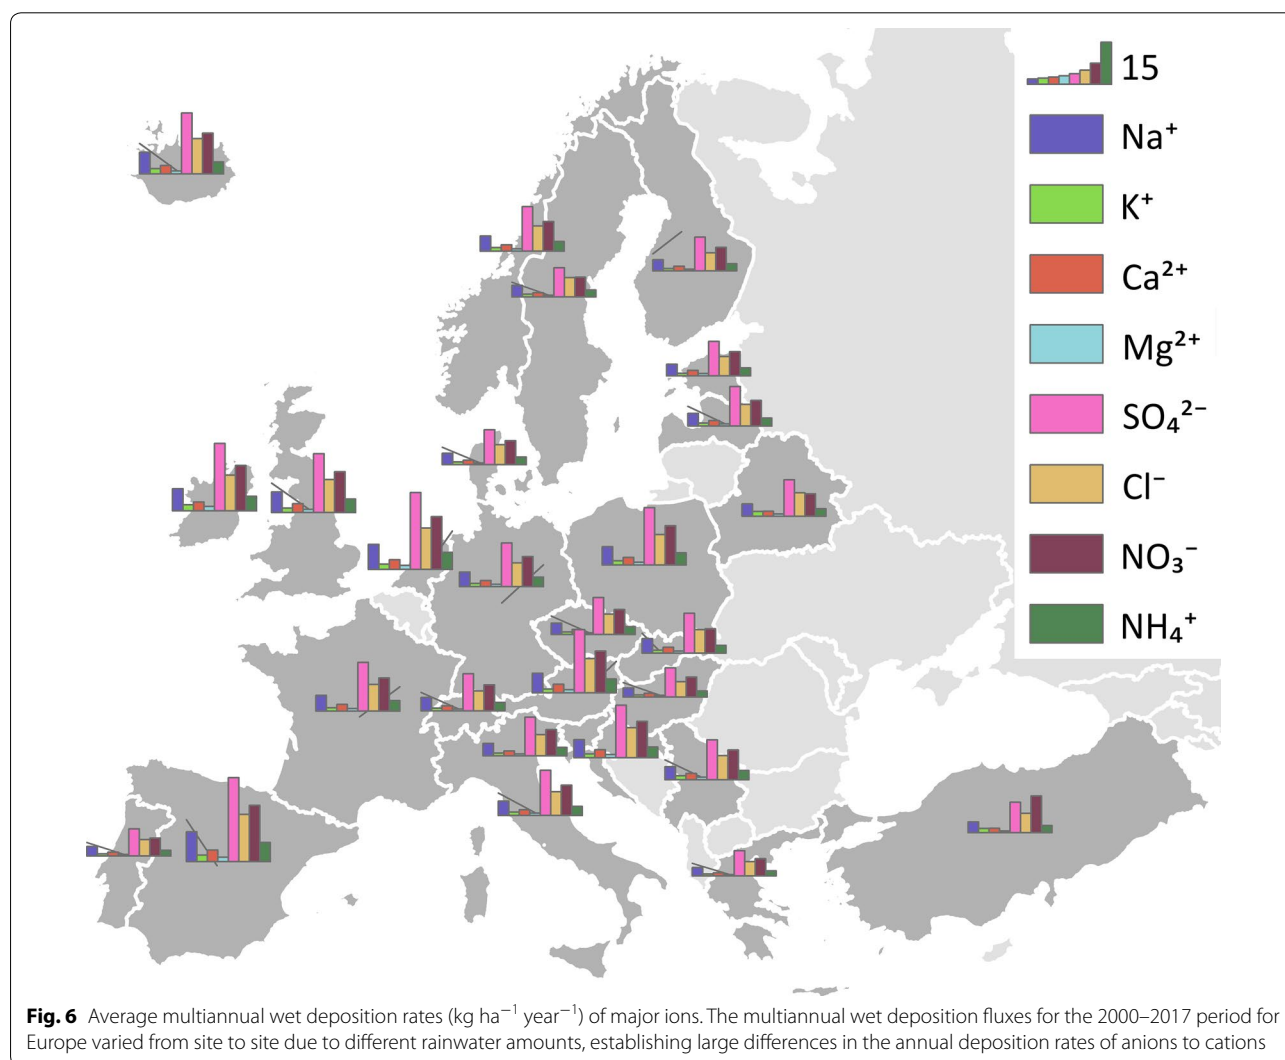 15
Na⁺
K⁺
Ca²⁺
Mg²⁺
SO₄²⁻
Cl⁻
NO₃⁻
NH₄⁺
Fig. 6 Average multiannual wet deposition rates (kg ha⁻¹ year⁻¹) of major ions. The multiannual wet deposition fluxes for the 2000–2017 period for
Europe varied from site to site due to different rainwater amounts, establishing large differences in the annual deposition rates of anions to cations